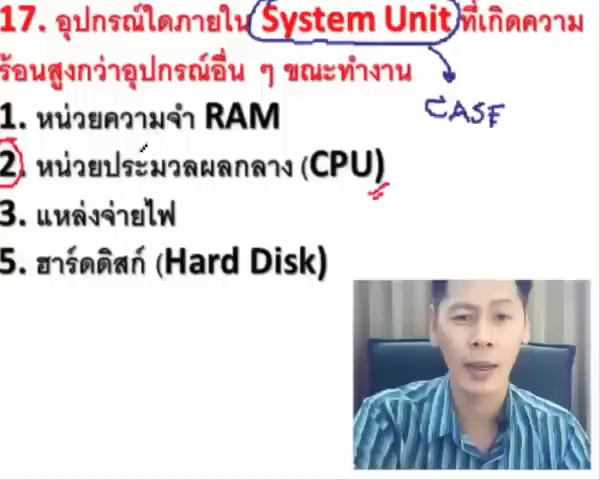 17. อุปกรณ์ใดภายใน System Unit ที่เกิดความ
ร้อนสูงกว่าอุปกรณ์อื่น ๆ ขณะทำงาน
CASE
1. หน่วยความจำ RAM
2. หน่วยประมวลผลกลาง (CPU)
3. แหล่งจ่ายไฟ
5. ฮาร์ดดิสก์ (Hard Disk)